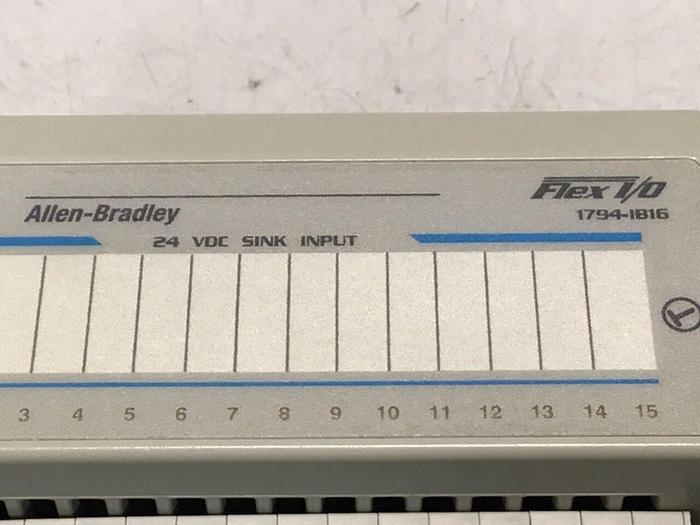 Allen-Bradley
Flex I/O
1794-IB16
24 VDC SINK INPUT
3 4 5 6 7 8 9 10 11 12 13 14 15